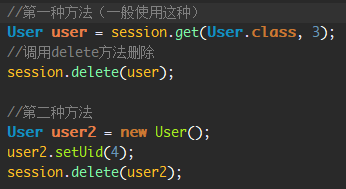 //第一种方法（一般使用这种）
User user = session.get(User.class, 3);
//调用delete方法删除
session.delete(user);
//第二种方法
User user2 = new User();
user2.setUid(4);
session.delete(user2);